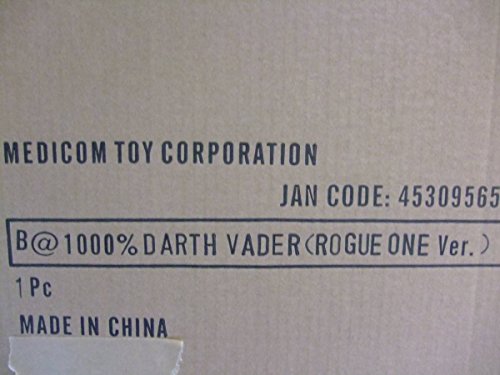 MEDICOM TOY CORPORATION
JAN CODE: 45309565
B@1000% DARTH VADER (ROGUE ONE Ver.)
1 Pc
MADE IN CHINA